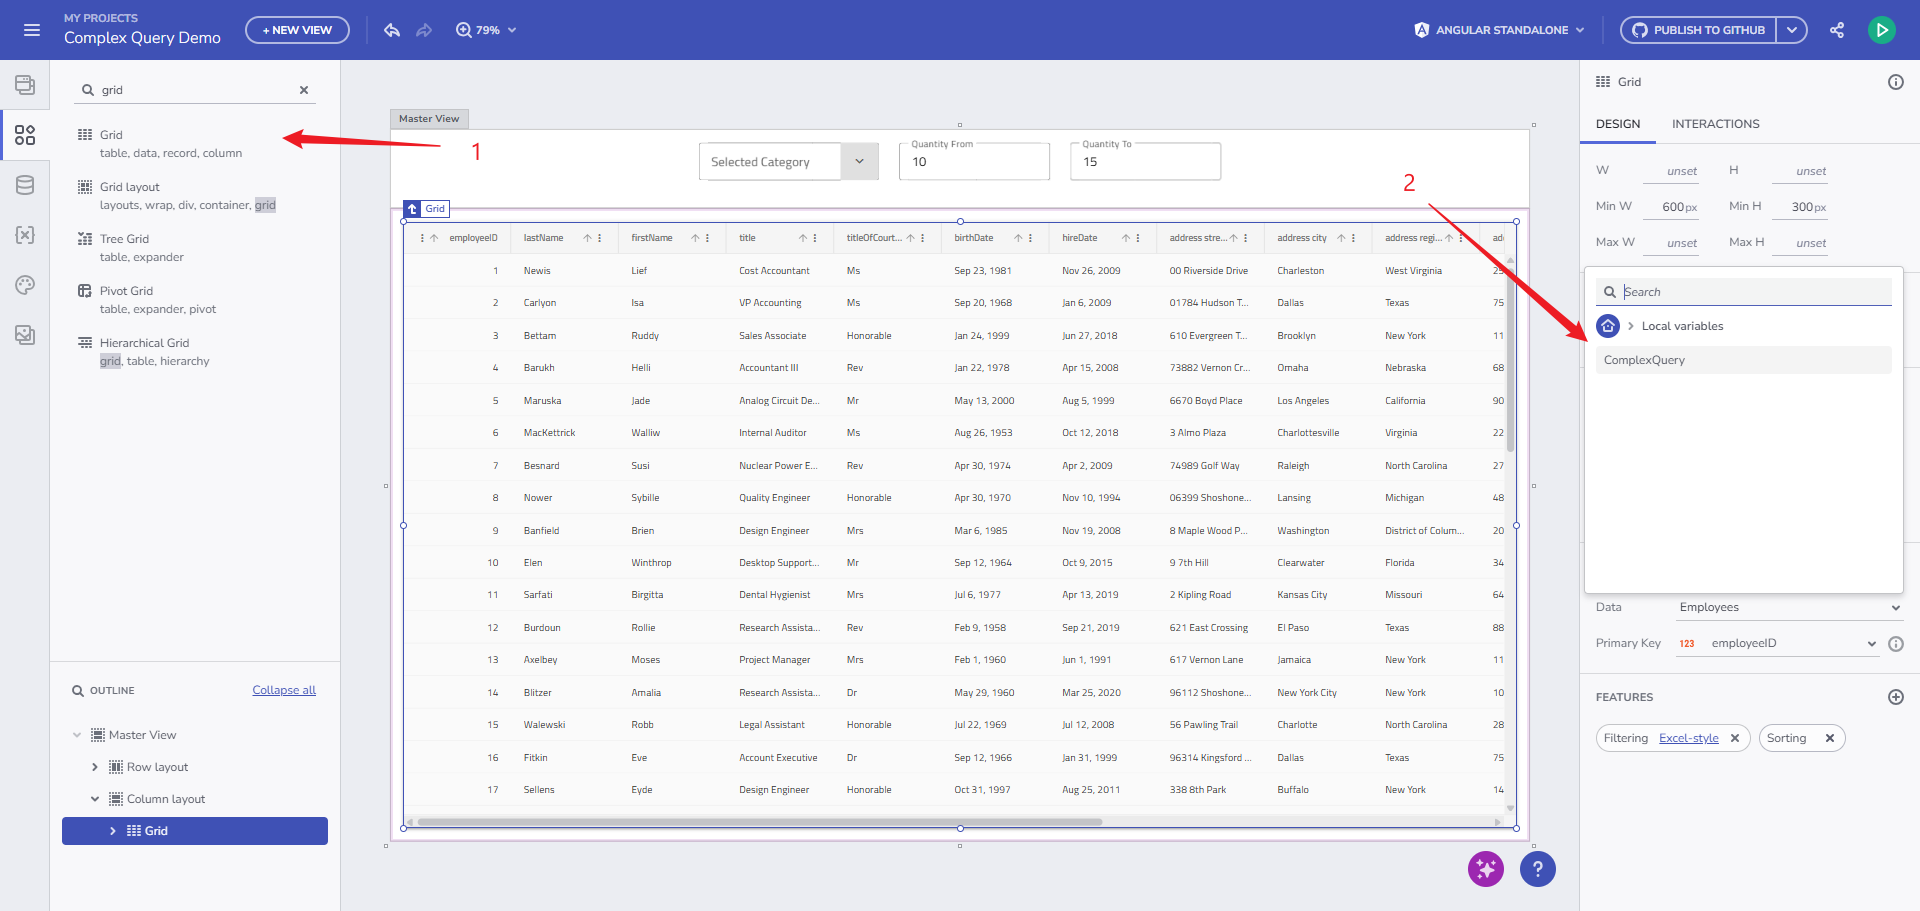 MY PROJECTS
Complex Query Demo
+ NEW VIEW
79%
ANGULAR STANDALONE
PUBLISH TO GITHUB
grid
Grid
table, data, record, column
Grid layout
layouts, wrap, div, container, grid
Tree Grid
table, expander
Pivot Grid
table, expander, pivot
Hierarchical Grid
grid, table, hierarchy
1
OUTLINE
Collapse all
Master View
Row layout
Column layout
Grid
Master View
Selected Category
Quantity From
10
Quantity To
15
Grid
employeeID lastName firstName title titleOfCourt... birthDate hireDate address stre... address city address regi... ad
1 Newis Lief Cost Accountant Ms Sep 23, 1981 Nov 26, 2009 00 Riverside Drive Charleston West Virginia 25
2 Carlyon Isa VP Accounting Ms Sep 20, 1968 Jan 6, 2009 01784 Hudson T... Dallas Texas 75
3 Bettam Ruddy Sales Associate Honorable Jan 24, 1999 Jun 27, 2018 610 Evergreen T... Brooklyn New York 11
4 Barukh Helli Accountant III Rev Jan 22, 1978 Apr 15, 2008 73882 Vernon Cr... Omaha Nebraska 68
5 Maruska Jade Analog Circuit De... Mr May 13, 2000 Aug 5, 1999 6670 Boyd Place Los Angeles California 90
6 MacKettrick Walliw Internal Auditor Ms Aug 26, 1953 Oct 12, 2018 3 Almo Plaza Charlottesville Virginia 22
7 Besnard Susi Nuclear Power E... Rev Apr 30, 1974 Apr 2, 2009 74989 Golf Way Raleigh North Carolina 27
8 Nower Sybille Quality Engineer Honorable Apr 30, 1970 Nov 10, 1994 06399 Shoshone... Lansing Michigan 48
9 Banfield Brien Design Engineer Mrs Mar 6, 1985 Nov 19, 2008 8 Maple Wood P... Washington District of Colum... 20
10 Elen Winthrop Desktop Support... Mr Sep 12, 1964 Oct 9, 2015 9 7th Hill Clearwater Florida 34
11 Sarfati Birgitta Dental Hygienist Mrs Jul 6, 1977 Apr 13, 2019 2 Kipling Road Kansas City Missouri 64
12 Burdoun Rollie Research Assista... Rev Feb 9, 1958 Sep 21, 2019 621 East Crossing El Paso Texas 88
13 Axelbey Moses Project Manager Mrs Feb 1, 1960 Jun 1, 1991 617 Vernon Lane Jamaica New York 11
14 Blitzer Amalia Research Assista... Dr May 29, 1960 Mar 25, 2020 96112 Shoshone... New York City New York 10
15 Walewski Robb Legal Assistant Honorable Jul 22, 1969 Jul 12, 2008 56 Pawling Trail Charlotte North Carolina 28
16 Fitkin Eve Account Executive Dr Sep 12, 1966 Jan 31, 1999 96314 Kingsford ... Dallas Texas 75
17 Sellens Eyde Design Engineer Honorable Oct 31, 1997 Aug 25, 2011 338 8th Park Buffalo New York 14
?
2
Grid
DESIGN INTERACTIONS
W unset H unset
Min W 600px Min H 300px
Max W unset Max H unset
Search
Local variables
ComplexQuery
Data Employees
Primary Key 123 employeeID
FEATURES
Filtering Excel-style Sorting